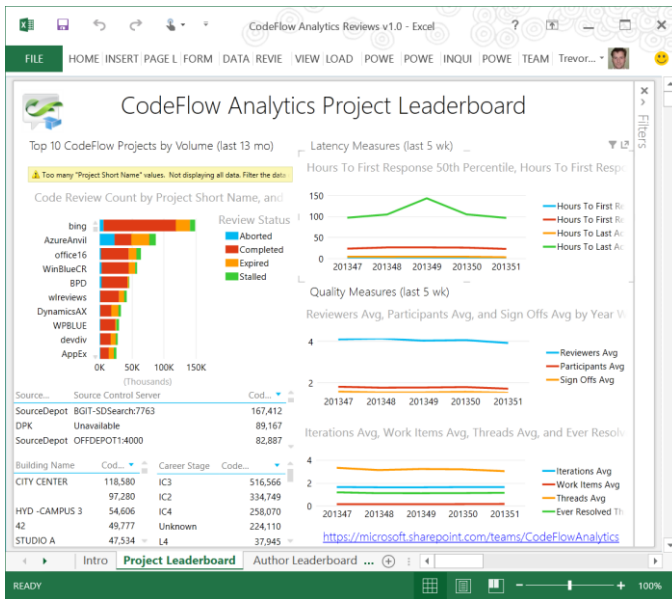 CodeFlow Analytics Reviews v1.0 - Excel
FILE HOME INSERT PAGE L FORM DATA REVIE VIEW LOAD POWE POWE INQUI POWE TEAM Trevor...
CodeFlow Analytics Project Leaderboard
Filters
Top 10 CodeFlow Projects by Volume (last 13 mo)
Too many "Project Short Name" values. Not displaying all data. Filter the data
Code Review Count by Project Short Name, and
Review Status
Aborted
Completed
Expired
Stalled
bing
AzureAnvil
office16
WinBlueCR
BPD
wlreviews
DynamicsAX
WPBLUE
devdiv
AppEx
0K 50K 100K 150K
(Thousands)
Source... Source Control Server Cod...
SourceDepot BGIT-SDSearch:7763 167,412
DPK Unavailable 89,167
SourceDepot OFFDEPOT1:4000 82,887
Building Name Cod...
CITY CENTER 118,580
97,280
HYD -CAMPUS 3 54,606
42 49,777
STUDIO A 47,534
Career Stage Code...
IC3 516,566
IC2 334,749
IC4 258,070
Unknown 224,110
L4 37,945
Latency Measures (last 5 wk)
Hours To First Response 50th Percentile, Hours To First Respo
150
100
50
0
201347 201348 201349 201350 201351
Hours To First Re
Hours To First Re
Hours To Last Ac
Hours To Last Ac
Quality Measures (last 5 wk)
Reviewers Avg, Participants Avg, and Sign Offs Avg by Year W
4
2
201347 201348 201349 201350 201351
Reviewers Avg
Participants Avg
Sign Offs Avg
Iterations Avg, Work Items Avg, Threads Avg, and Ever Resolv
4
2
0
201347 201348 201349 201350 201351
Iterations Avg
Work Items Avg
Threads Avg
Ever Resolved Th
https://microsoft.sharepoint.com/teams/CodeFlowAnalytics
Intro Project Leaderboard Author Leaderboard ...
READY 100%